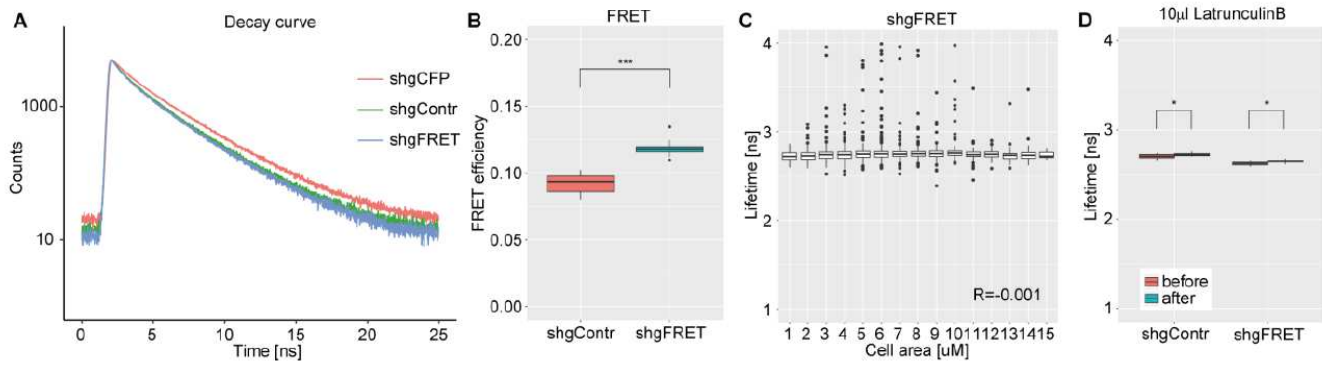 A
Decay curve
shgCFP
shgContr
shgFRET
1000
10
Counts
0 5 10 15 20 25
Time [ns]
B
FRET
0.20
0.15
0.10
0.05
0.00
FRET efficiency
***
shgContr shgFRET
C
shgFRET
4
3
2
1
Lifetime [ns]
R=-0.001
1 2 3 4 5 6 7 8 9 10 11 12 13 14 15
Cell area [uM]
D
10µl LatrunculinB
4
3
2
1
Lifetime [ns]
* *
before
after
shgContr shgFRET